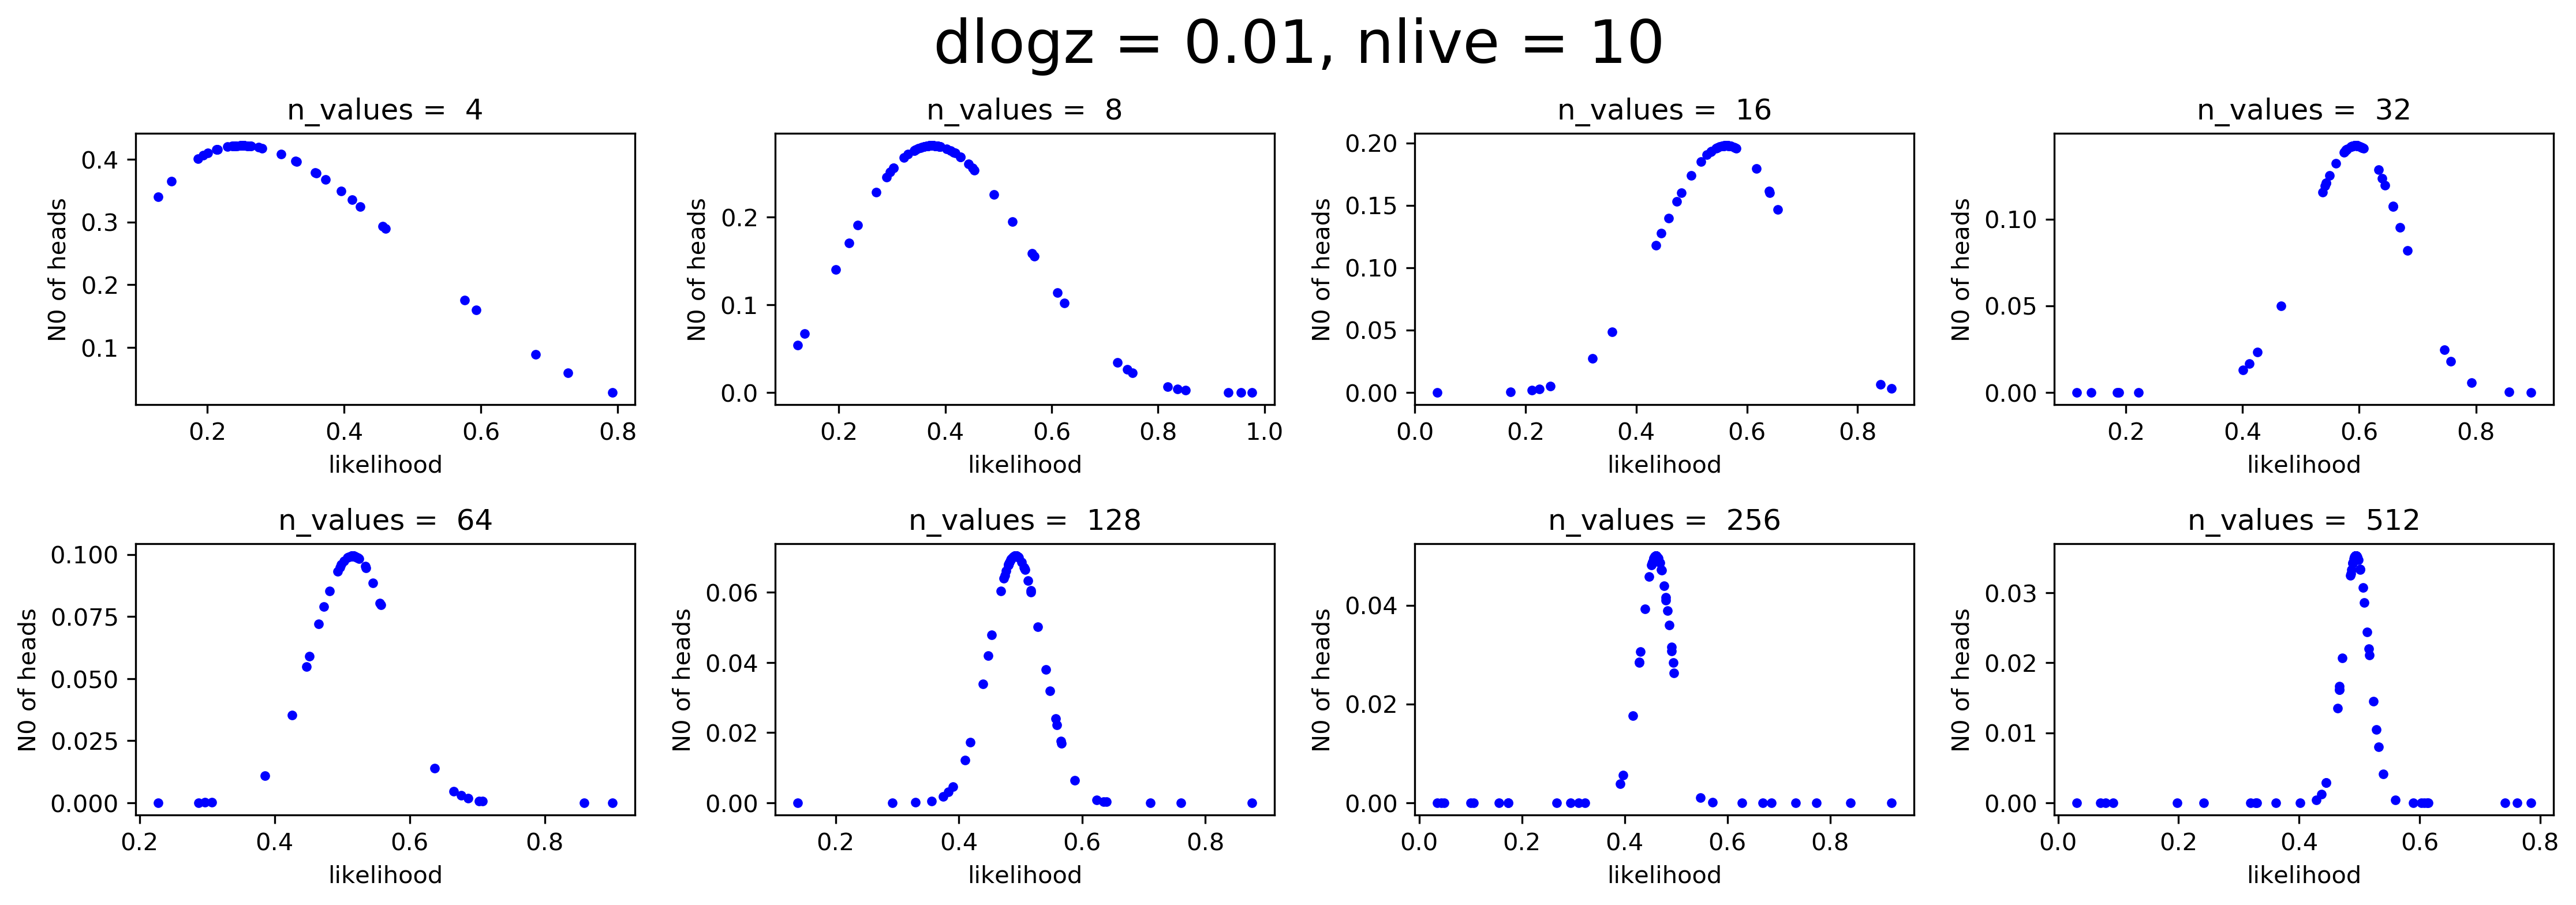 dlogz = 0.01, nlive = 10
n_values =  4
N0 of heads
0.4
0.3
0.2
0.1
0.2 0.4 0.6 0.8
likelihood
n_values =  8
N0 of heads
0.2
0.1
0.0
0.2 0.4 0.6 0.8 1.0
likelihood
n_values =  16
N0 of heads
0.20
0.15
0.10
0.05
0.00
0.0 0.2 0.4 0.6 0.8
likelihood
n_values =  32
N0 of heads
0.10
0.05
0.00
0.2 0.4 0.6 0.8
likelihood
n_values =  64
N0 of heads
0.100
0.075
0.050
0.025
0.000
0.2 0.4 0.6 0.8
likelihood
n_values =  128
N0 of heads
0.06
0.04
0.02
0.00
0.2 0.4 0.6 0.8
likelihood
n_values =  256
N0 of heads
0.04
0.02
0.00
0.0 0.2 0.4 0.6 0.8
likelihood
n_values =  512
N0 of heads
0.03
0.02
0.01
0.00
0.0 0.2 0.4 0.6 0.8
likelihood